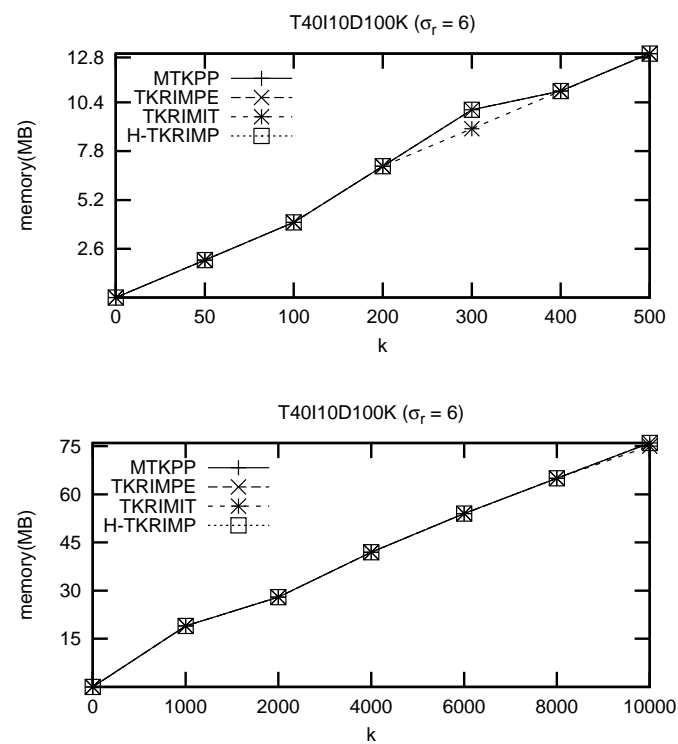 T40I10D100K (σr = 6)
12.8
10.4
7.8
5.2
2.6
memory(MB)
MTKPP
TKRIMPE
TKRIMIT
H-TKRIMP
0 50 100 200 300 400 500
k
T40I10D100K (σr = 6)
75
60
45
30
15
memory(MB)
MTKPP
TKRIMPE
TKRIMIT
H-TKRIMP
0 1000 2000 4000 6000 8000 10000
k